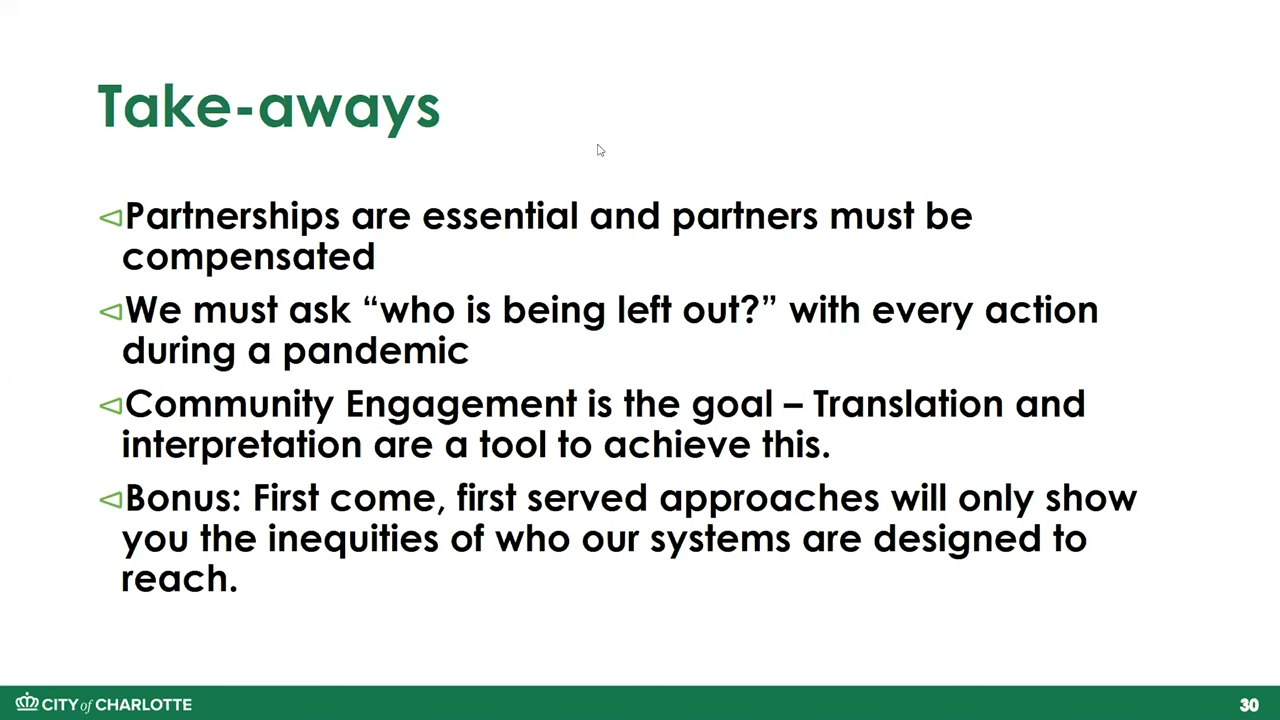 Take-aways
Partnerships are essential and partners must be
compensated
We must ask “who is being left out?” with every action
during a pandemic
Community Engagement is the goal – Translation and
interpretation are a tool to achieve this.
Bonus: First come, first served approaches will only show
you the inequities of who our systems are designed to
reach.
CITY of CHARLOTTE
30